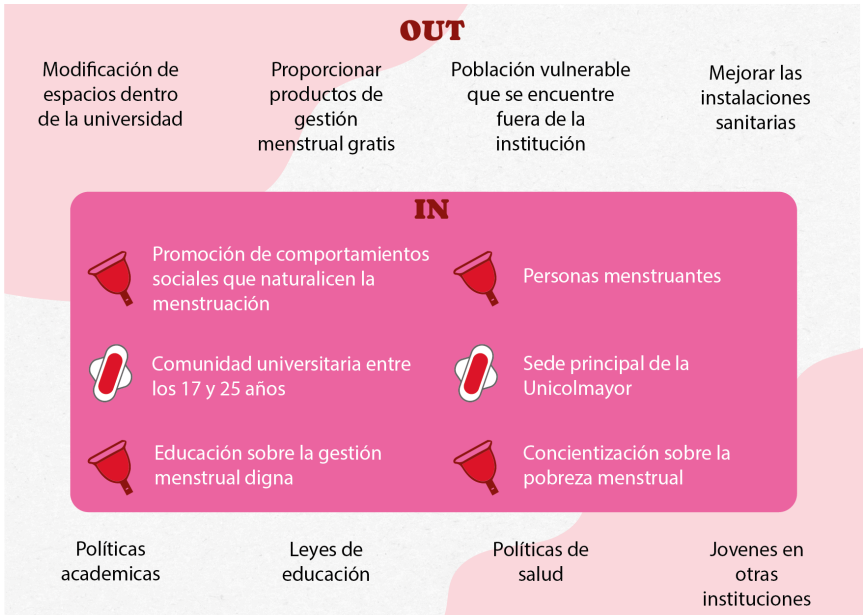 OUT
Modificación de
espacios dentro
de la universidad
Proporcionar
productos de
gestión
menstrual gratis
Población vulnerable
que se encuentre
fuera de la
institución
Mejorar las
instalaciones
sanitarias
IN
Promoción de comportamientos
sociales que naturalicen la
menstruación
Personas menstruantes
Comunidad universitaria entre
los 17 y 25 años
Sede principal de la
Unicolmayor
Educación sobre la gestión
menstrual digna
Concientización sobre la
pobreza menstrual
Políticas
academicas
Leyes de
educación
Políticas de
salud
Jovenes en
otras
instituciones